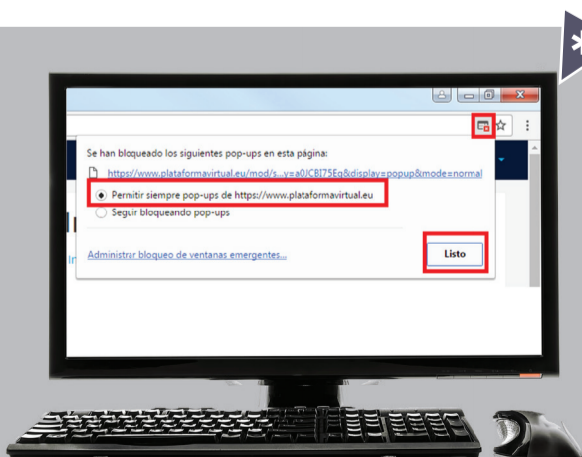 Se han bloqueado los siguientes pop-ups en esta página:
https://www.plataformavirtual.eu/mod/s...y=a0JCBI75Eq&display=popup&mode=normal
Permitir siempre pop-ups de https://www.plataformavirtual.eu
Seguir bloqueando pop-ups
Administrar bloqueo de ventanas emergentes...
Listo